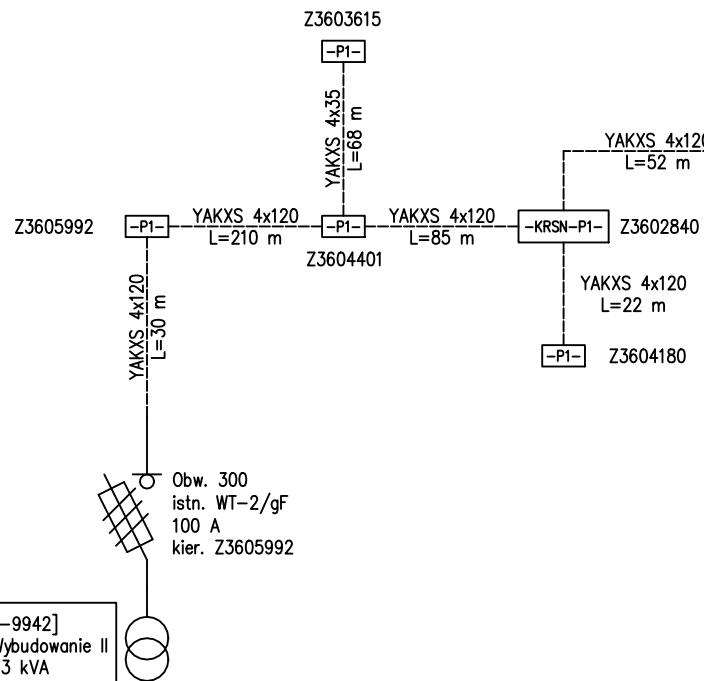 Z3603615
-P1-
YAKXS 4x35
L=68 m
YAKXS 4x120
L=52 m
Z3605992
-P1-
YAKXS 4x120
L=210 m
-P1-
Z3604401
YAKXS 4x120
L=85 m
-KRSN-P1-
Z3602840
YAKXS 4x120
L=30 m
YAKXS 4x120
L=22 m
-P1-
Z3604180
Obw. 300
istn. WT-2/gF
100 A
kier. Z3605992
-9942]
Wybudowanie II
3 kVA